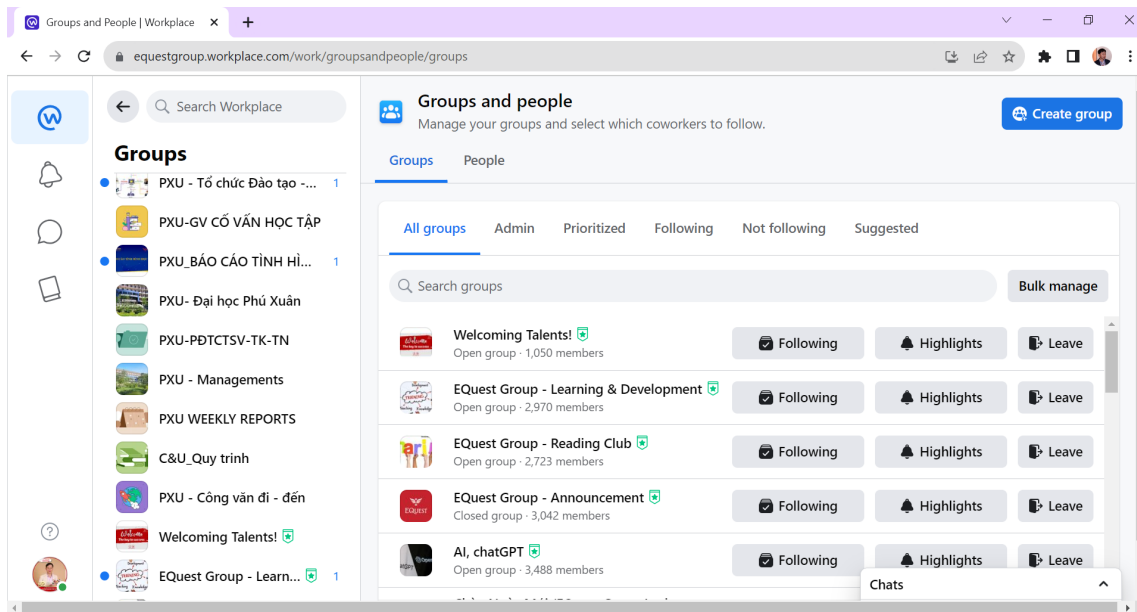 Groups and People | Workplace
equestgroup.workplace.com/work/groupsandpeople/groups
Search Workplace
Groups
PXU - Tổ chức Đào tạo -... 1
PXU-GV CỐ VẤN HỌC TẬP
PXU_BÁO CÁO TÌNH HÌ... 1
PXU- Đại học Phú Xuân
PXU-PĐTCTSV-TK-TN
PXU - Managements
PXU WEEKLY REPORTS
C&U_Quy trinh
PXU - Công văn đi - đến
Welcoming Talents!
EQuest Group - Learn... 1
Groups and people
Manage your groups and select which coworkers to follow.
Create group
Groups People
All groups Admin Prioritized Following Not following Suggested
Search groups
Bulk manage
Welcoming Talents!
Open group · 1,050 members
Following Highlights Leave
EQuest Group - Learning & Development
Open group · 2,970 members
Following Highlights Leave
EQuest Group - Reading Club
Open group · 2,723 members
Following Highlights Leave
EQuest Group - Announcement
Closed group · 3,042 members
Following Highlights Leave
AI, chatGPT
Open group · 3,488 members
Following Highlights Leave
Chats